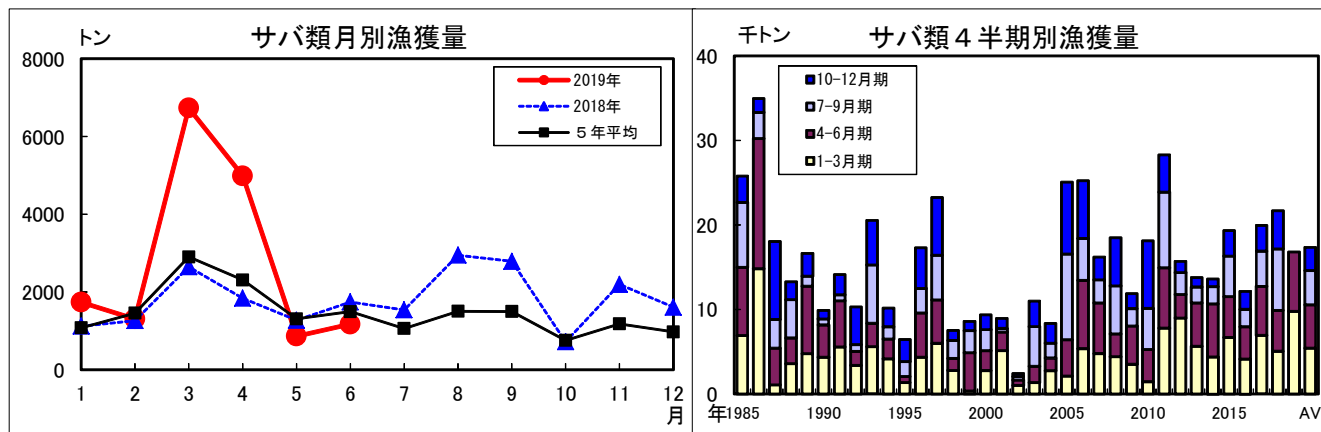 トン
サバ類月別漁獲量
8000
6000
4000
2000
0
2019年
2018年
5年平均
1 2 3 4 5 6 7 8 9 10 11 12
月
千トン
サバ類4半期別漁獲量
40
30
20
10
0
10-12月期
7-9月期
4-6月期
1-3月期
年 1985 1990 1995 2000 2005 2010 2015 AV